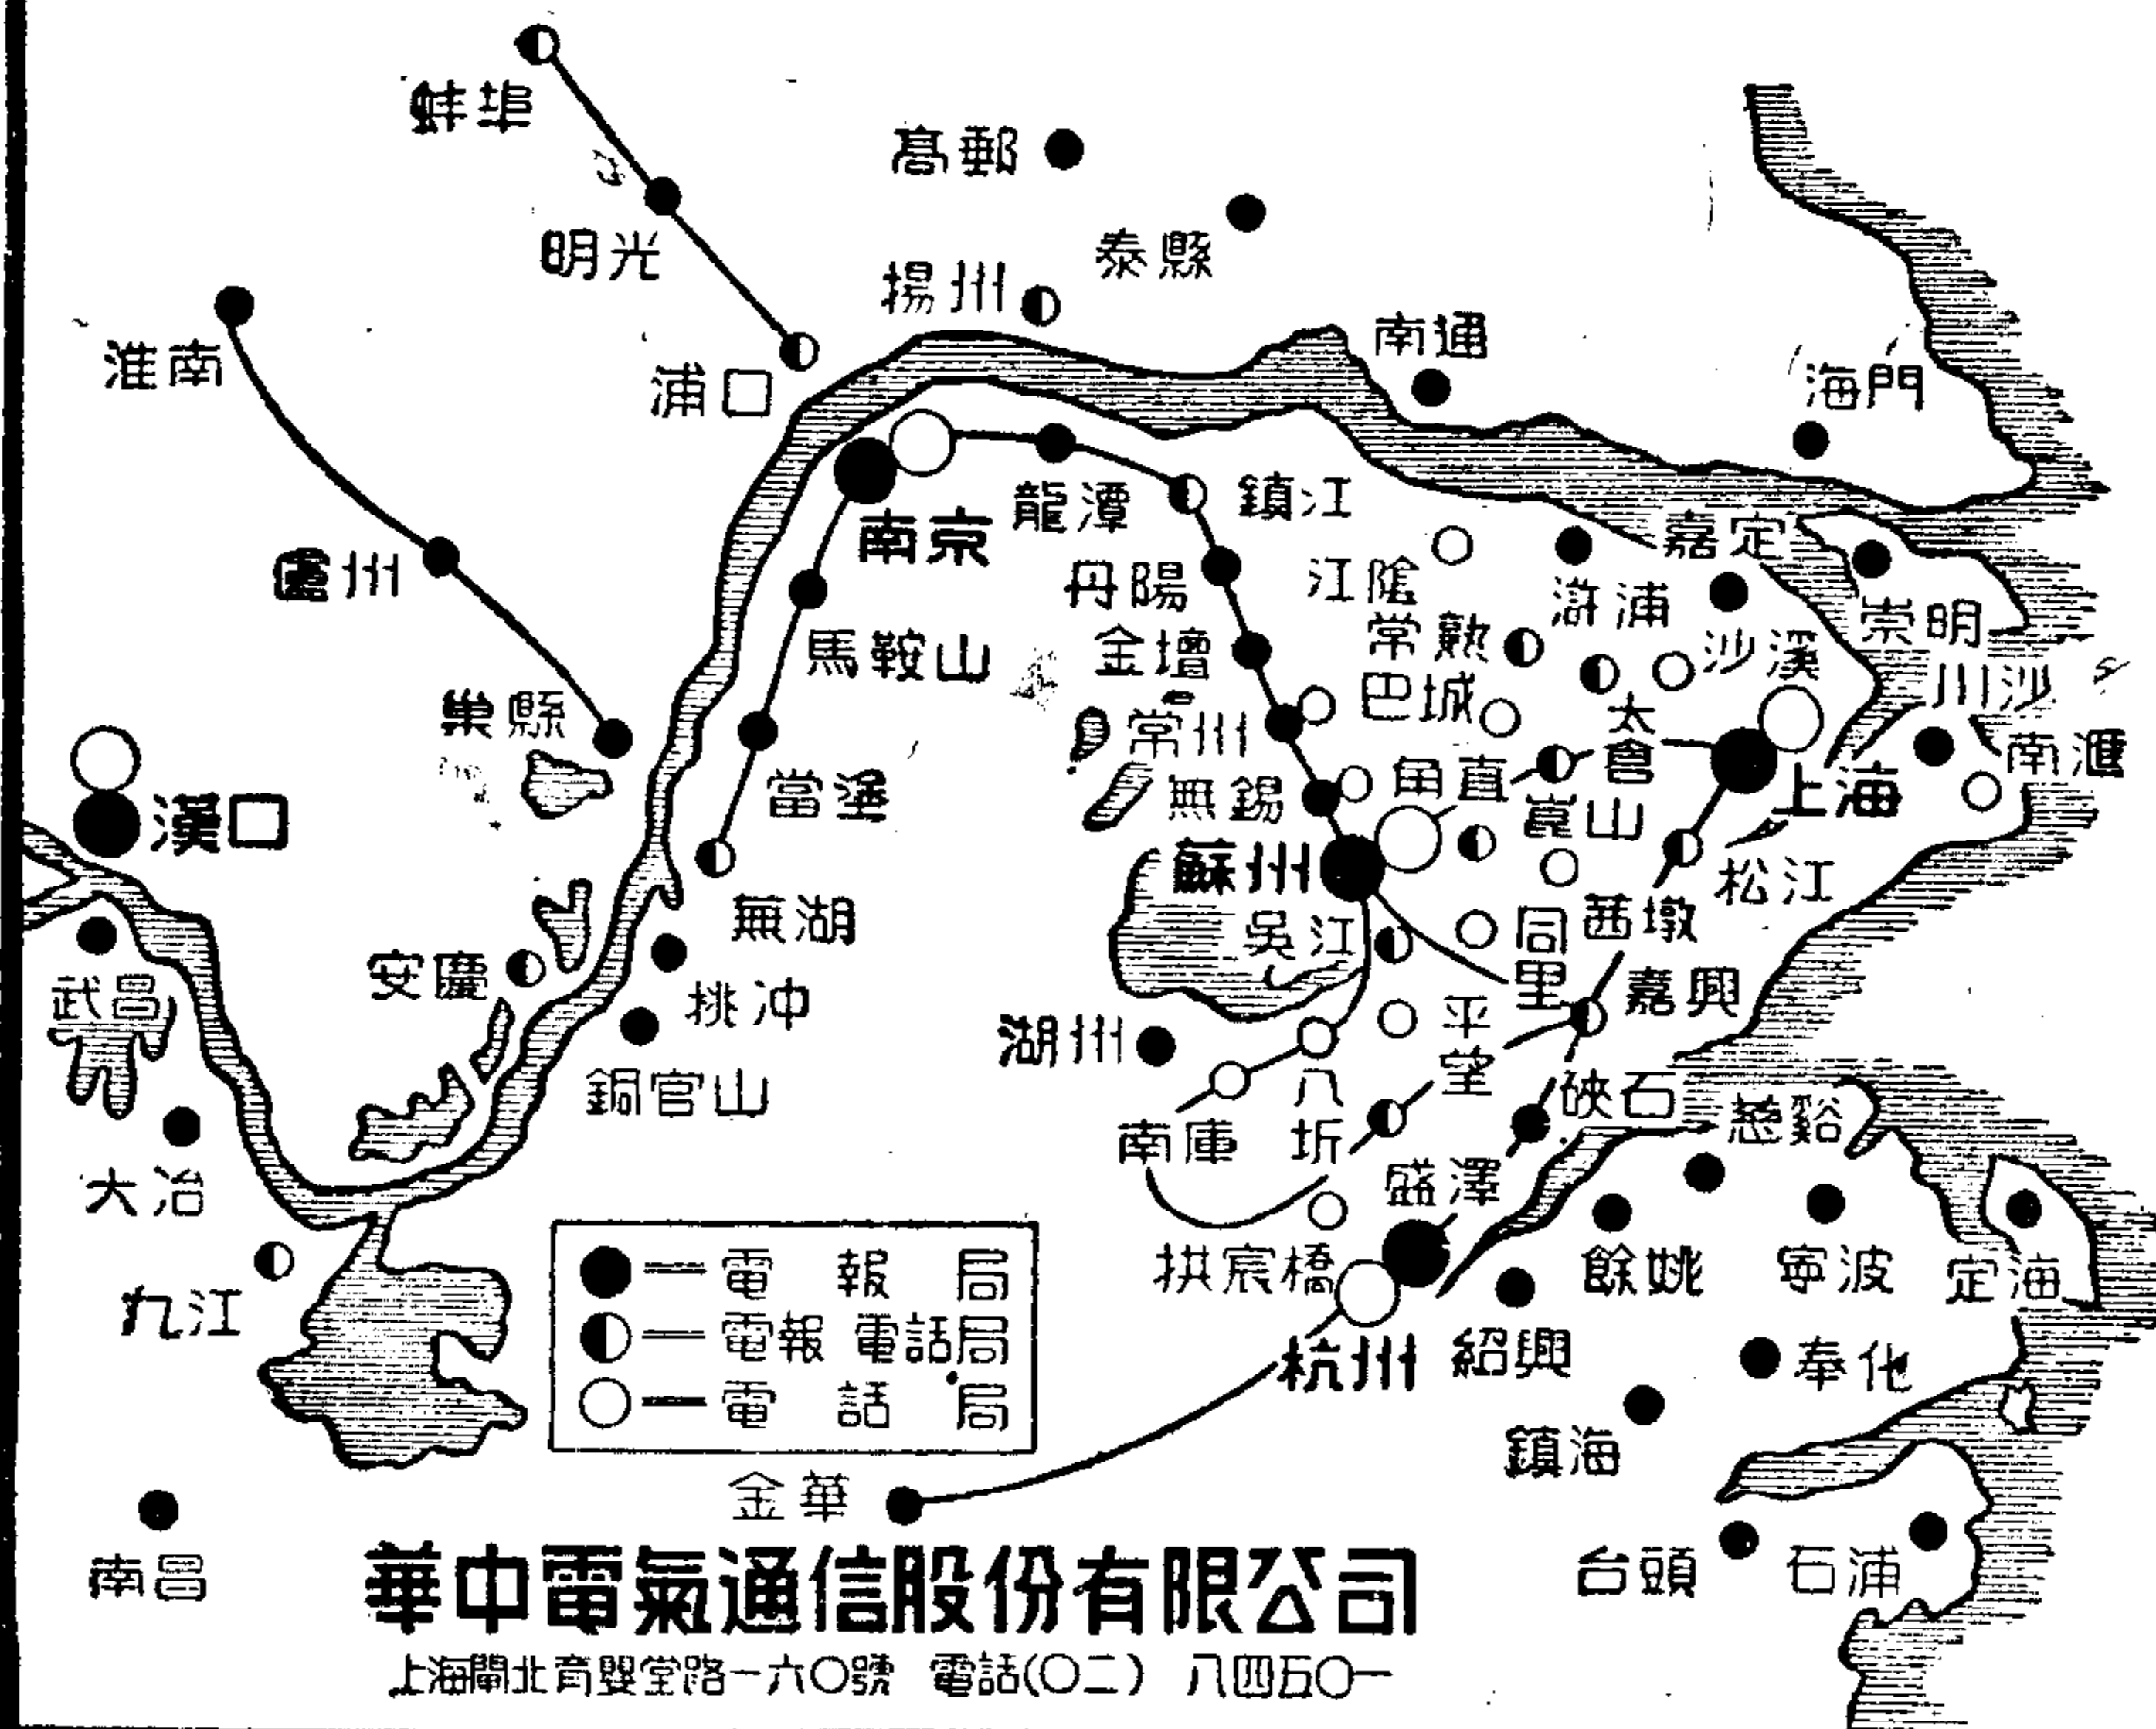 蚌埠
高郵
明光
泰縣
揚州
淮南
南通
浦口
海門
龍潭
鎮江
南京
嘉定
盧州
丹陽
江陰
滸浦
崇明
馬鞍山
金壇
常熟
沙溪
巢縣
巴城
川沙
常州
太倉
南滙
當塗
無錫
角直
崑山
上海
漢口
蘇州
松江
蕪湖
吳江
同里
茜墩
安慶
武昌
桃冲
嘉興
湖州
平望
銅官山
八坼
硤石
慈谿
南庫
大冶
盛澤
拱宸橋
餘姚
寧波
定海
九江
杭州
紹興
奉化
鎮海
●═電報局
◐═電報電話局
○━電話局
金華
南昌
台頭
石浦
華中電氣通信股份有限公司
上海閘北育嬰堂路一六〇號 電話(〇二) 八四五〇一